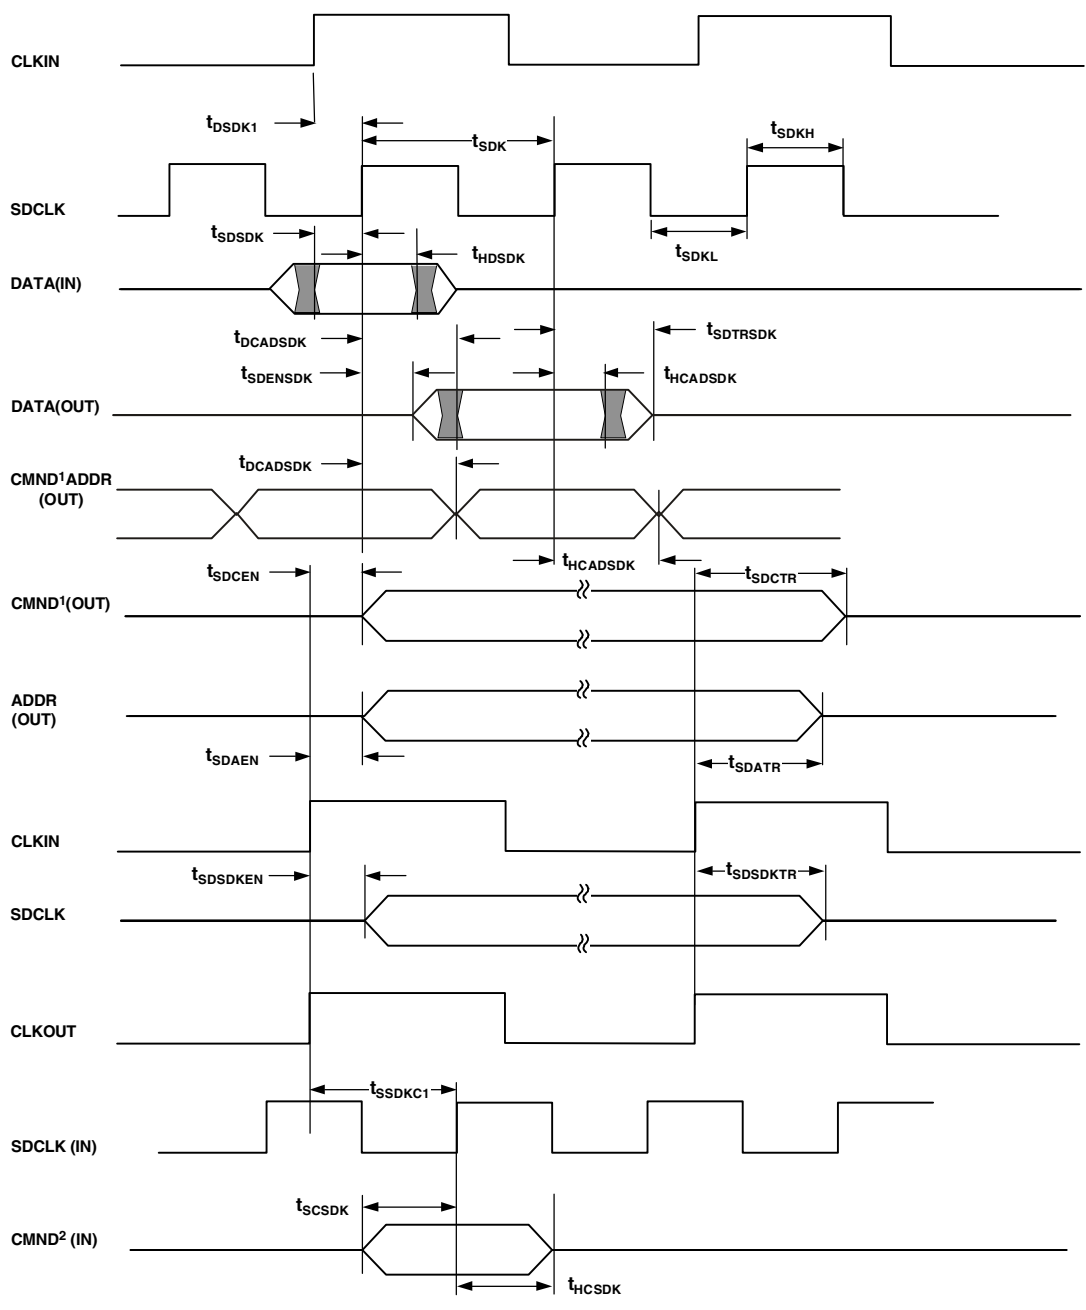 CLKIN
tDSDK1
tSDK
tSDKH
SDCLK
tSDSDK
tHDSDK
tSDKL
DATA(IN)
tDCADSDK
tSDTRSDK
tSDENSDK
tHCADSDK
DATA(OUT)
tDCADSDK
CMND¹ADDR
(OUT)
tHCADSDK
tSDCEN
tSDCTR
CMND¹(OUT)
ADDR
(OUT)
tSDAEN
tSDATR
CLKIN
tSDSDKEN
tSDSDKTR
SDCLK
CLKOUT
tSSDKC1
SDCLK (IN)
tSCSDK
CMND² (IN)
tHCSDK